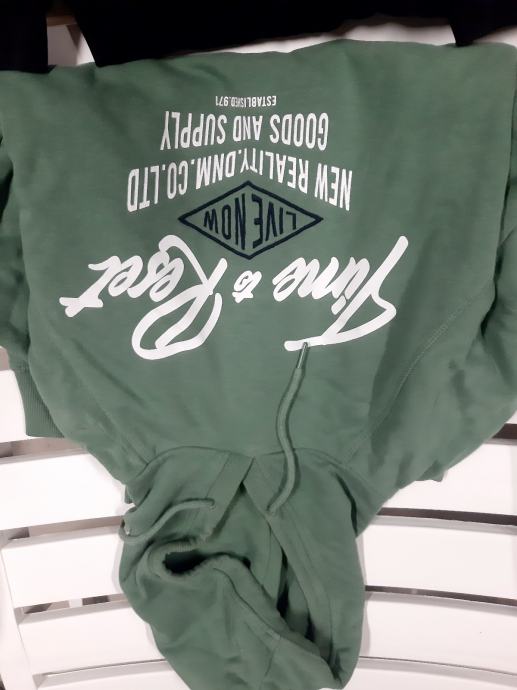 Time to Reset
LIVE NOW
NEW REALITY.DNM.CO.LTD
GOODS AND SUPPLY
ESTABLISHED.971